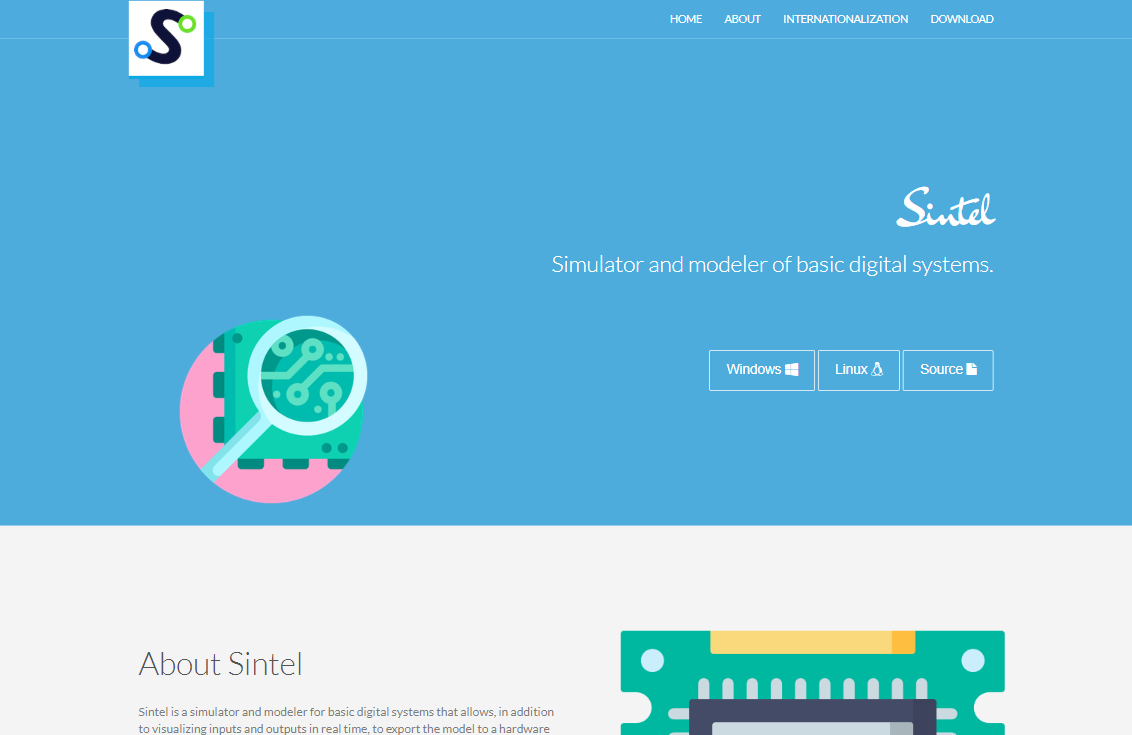 HOME ABOUT INTERNATIONALIZATION DOWNLOAD
Sintel
Simulator and modeler of basic digital systems.
Windows Linux Source
About Sintel
Sintel is a simulator and modeler for basic digital systems that allows, in addition
to visualizing inputs and outputs in real time, to export the model to a hardware